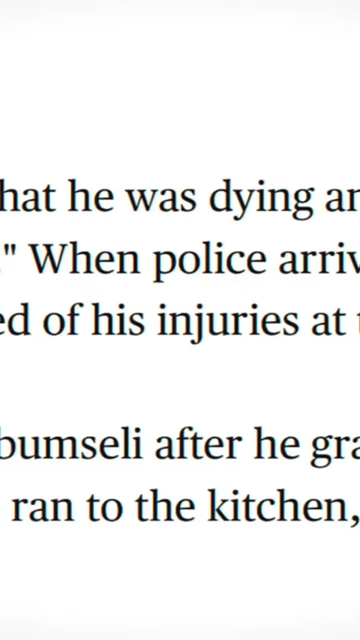 hat he was dying an
." When police arriv
ed of his injuries at t
bumseli after he gra
ran to the kitchen,